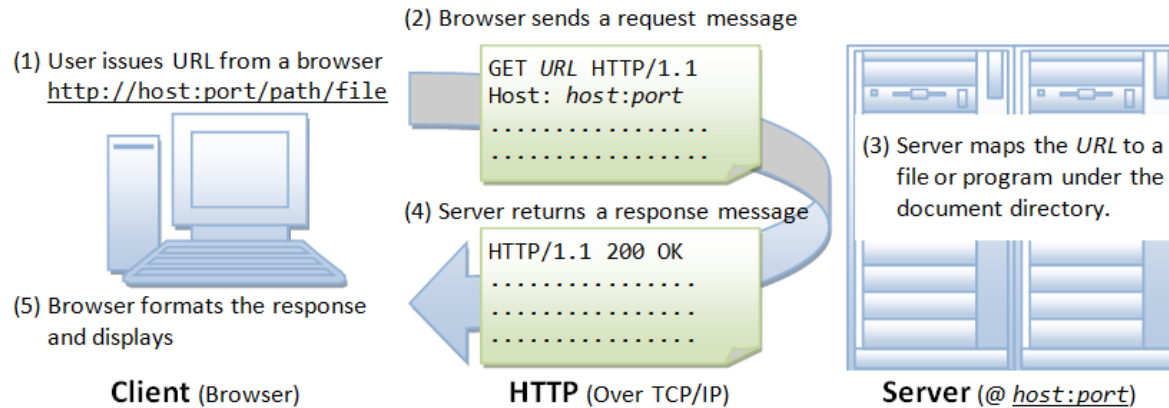 (2) Browser sends a request message
(1) User issues URL from a browser
http://host:port/path/file
GET URL HTTP/1.1
Host: host:port
..................
..................
(3) Server maps the URL to a
file or program under the
document directory.
(4) Server returns a response message
HTTP/1.1 200 OK
................
................
................
(5) Browser formats the response
and displays
Client (Browser)
HTTP (Over TCP/IP)
Server (@ host:port)